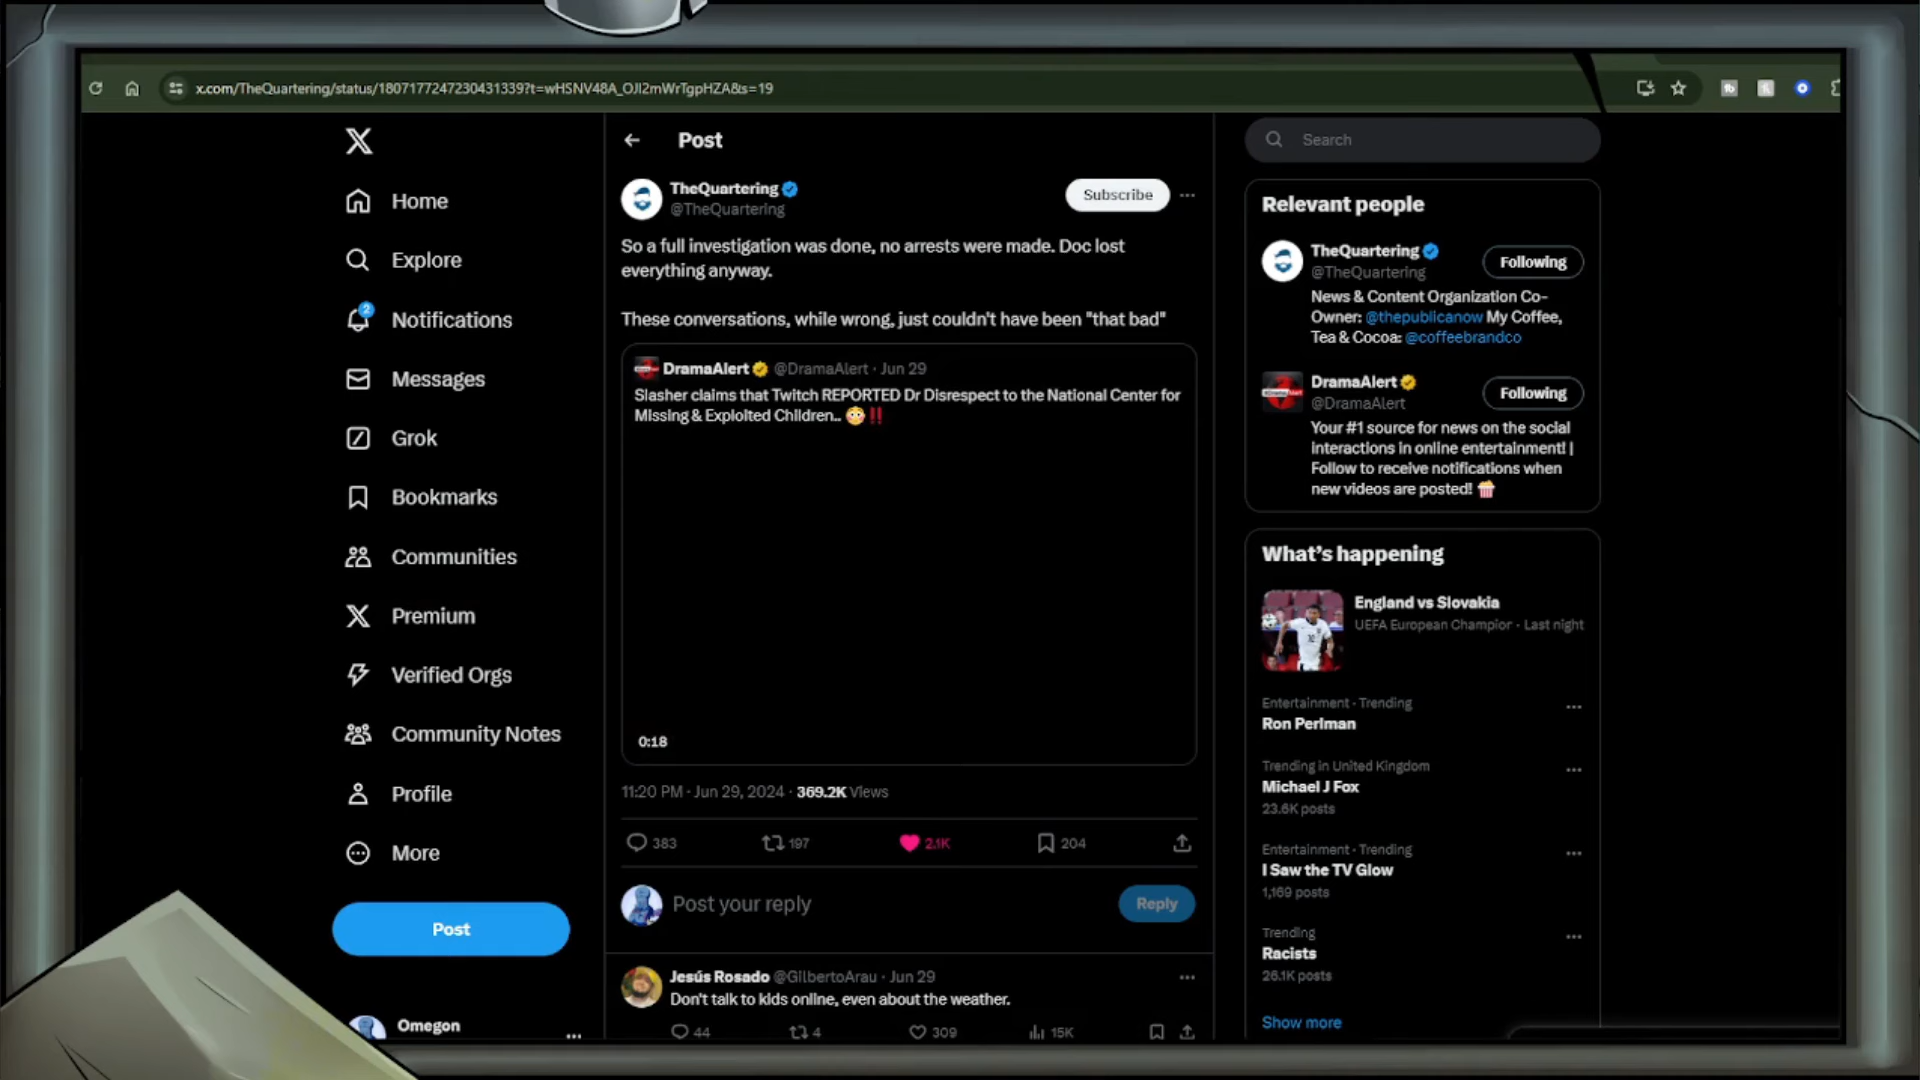 x.com/TheQuartering/status/1807177247230431339?t=wHSNV48A_OJI2mWrTgpHZA&s=19
X
Home
Explore
2
Notifications
Messages
Grok
Bookmarks
Communities
Premium
Verified Orgs
Community Notes
Profile
More
Post
Omegon
Post
TheQuartering
@TheQuartering
Subscribe
So a full investigation was done, no arrests were made. Doc lost
everything anyway.
These conversations, while wrong, just couldn't have been "that bad"
DramaAlert @DramaAlert · Jun 29
Slasher claims that Twitch REPORTED Dr Disrespect to the National Center for
Missing & Exploited Children.. 😳‼️
0:18
11:20 PM · Jun 29, 2024 · 369.2K Views
383 197 2.1K 204
Post your reply
Reply
Jesús Rosado @GilbertoArau · Jun 29
Don't talk to kids online, even about the weather.
44 4 309 15K
Search
Relevant people
TheQuartering
@TheQuartering
Following
News & Content Organization Co-
Owner: @thepublicanow My Coffee,
Tea & Cocoa: @coffeebrandco
DramaAlert
@DramaAlert
Following
Your #1 source for news on the social
interactions in online entertainment! |
Follow to receive notifications when
new videos are posted! 🍿
What's happening
England vs Slovakia
UEFA European Champior · Last night
Entertainment · Trending
Ron Perlman
Trending in United Kingdom
Michael J Fox
23.6K posts
Entertainment · Trending
I Saw the TV Glow
1,169 posts
Trending
Racists
26.1K posts
Show more